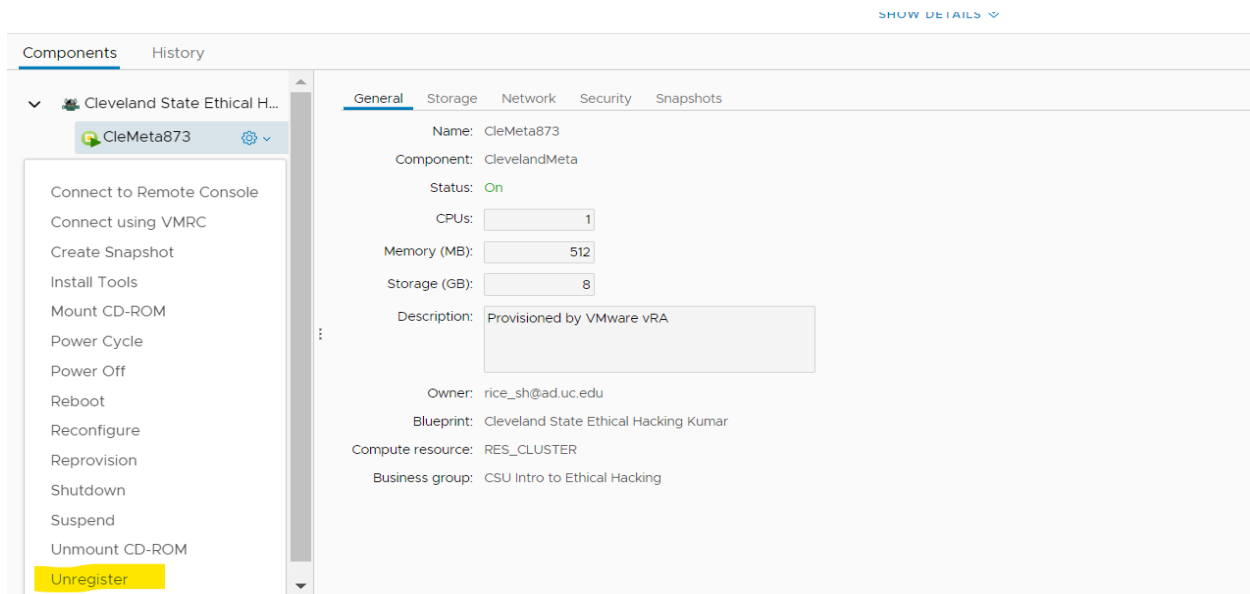 SHOW DETAILS
Components History
Cleveland State Ethical H...
CleMeta873
Connect to Remote Console
Connect using VMRC
Create Snapshot
Install Tools
Mount CD-ROM
Power Cycle
Power Off
Reboot
Reconfigure
Reprovision
Shutdown
Suspend
Unmount CD-ROM
Unregister
General Storage Network Security Snapshots
Name: CleMeta873
Component: ClevelandMeta
Status: On
CPUs: 1
Memory (MB): 512
Storage (GB): 8
Description: Provisioned by VMware vRA
Owner: rice_sh@ad.uc.edu
Blueprint: Cleveland State Ethical Hacking Kumar
Compute resource: RES_CLUSTER
Business group: CSU Intro to Ethical Hacking